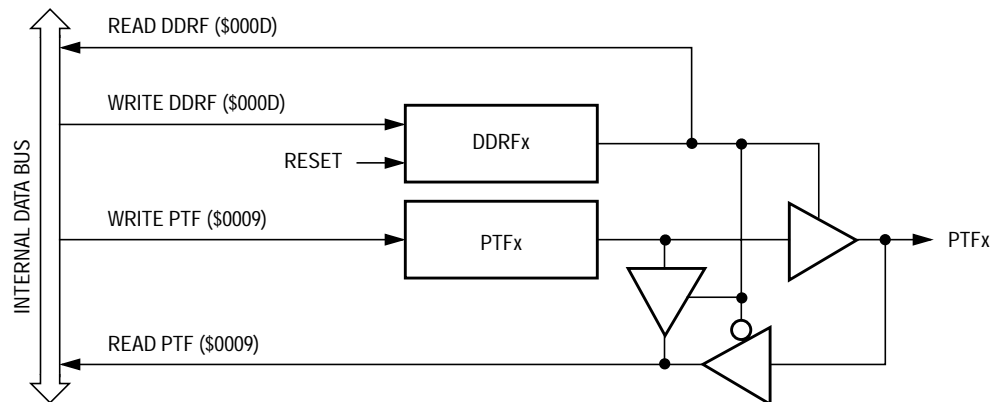 READ DDRF ($000D)
WRITE DDRF ($000D)
DDRFx
RESET
WRITE PTF ($0009)
PTFx
PTFx
READ PTF ($0009)
INTERNAL DATA BUS